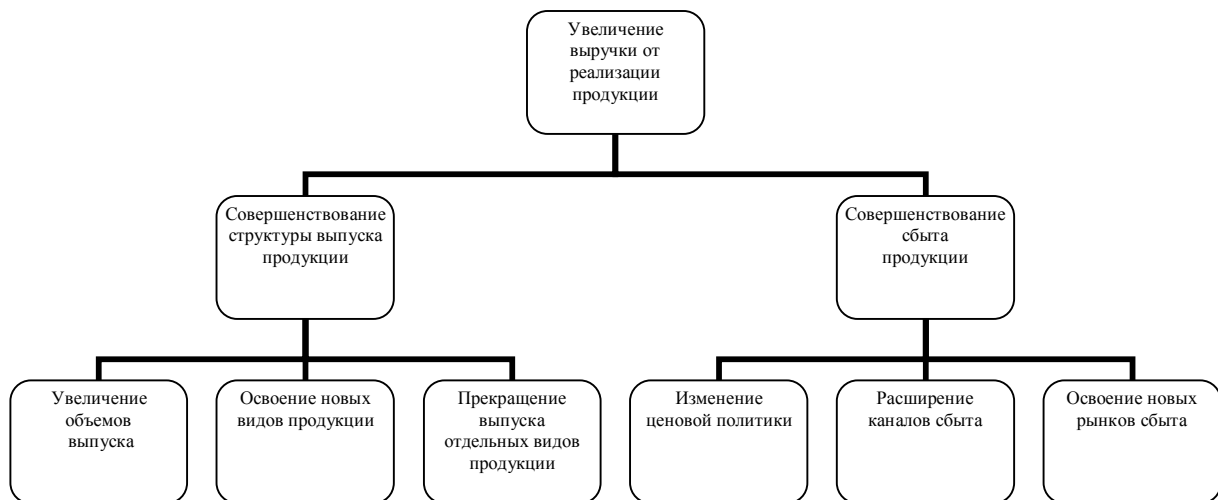 Увеличение
выручки от
реализации
продукции
Совершенствование
структуры выпуска
продукции
Совершенствование
сбыта
продукции
Увеличение
объемов
выпуска
Освоение новых
видов продукции
Прекращение
выпуска
отдельных видов
продукции
Изменение
ценовой политики
Расширение
каналов сбыта
Освоение новых
рынков сбыта